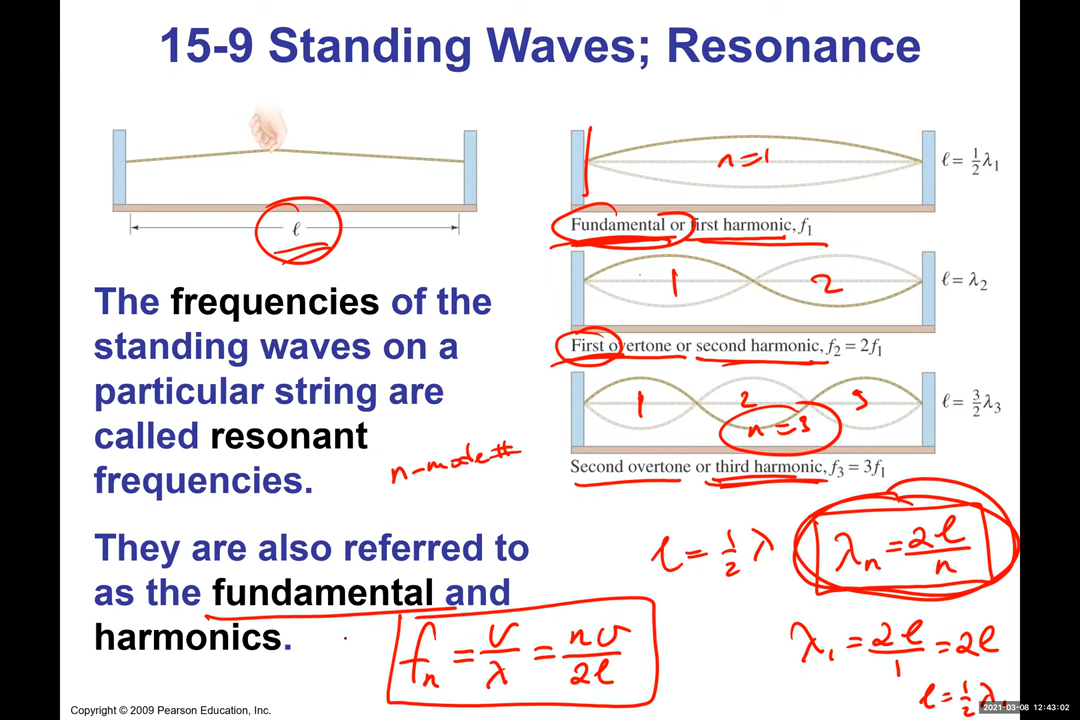 15-9 Standing Waves; Resonance
ℓ
n=1
ℓ = 1/2 λ₁
Fundamental or first harmonic, f₁
1 2
ℓ = λ₂
First overtone or second harmonic, f₂ = 2f₁
1 2 3
n=3
ℓ = 3/2 λ₃
Second overtone or third harmonic, f₃ = 3f₁
The frequencies of the
standing waves on a
particular string are
called resonant
frequencies.
n-mode #
They are also referred to
as the fundamental and
harmonics.
ℓ = 1/2 λ
λₙ = 2ℓ/n
fₙ = v/λ = nv/2ℓ
λ₁ = 2ℓ/1 = 2ℓ
ℓ = 1/2 λ₁
Copyright © 2009 Pearson Education, Inc.
2021-03-08 12:43:02